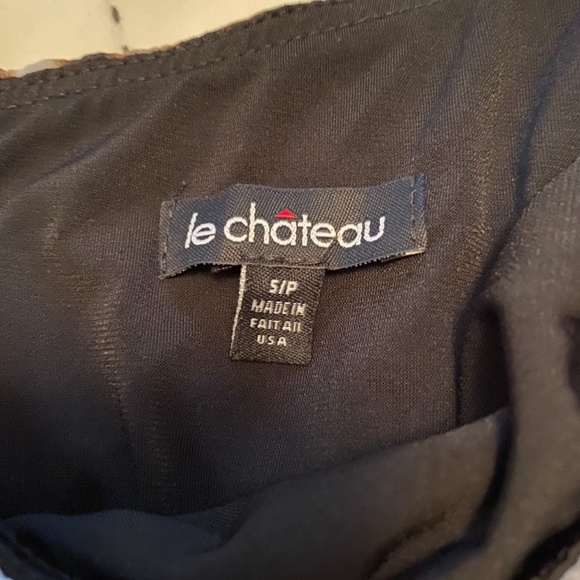 le château
S/P
MADE IN
FAIT AU
USA